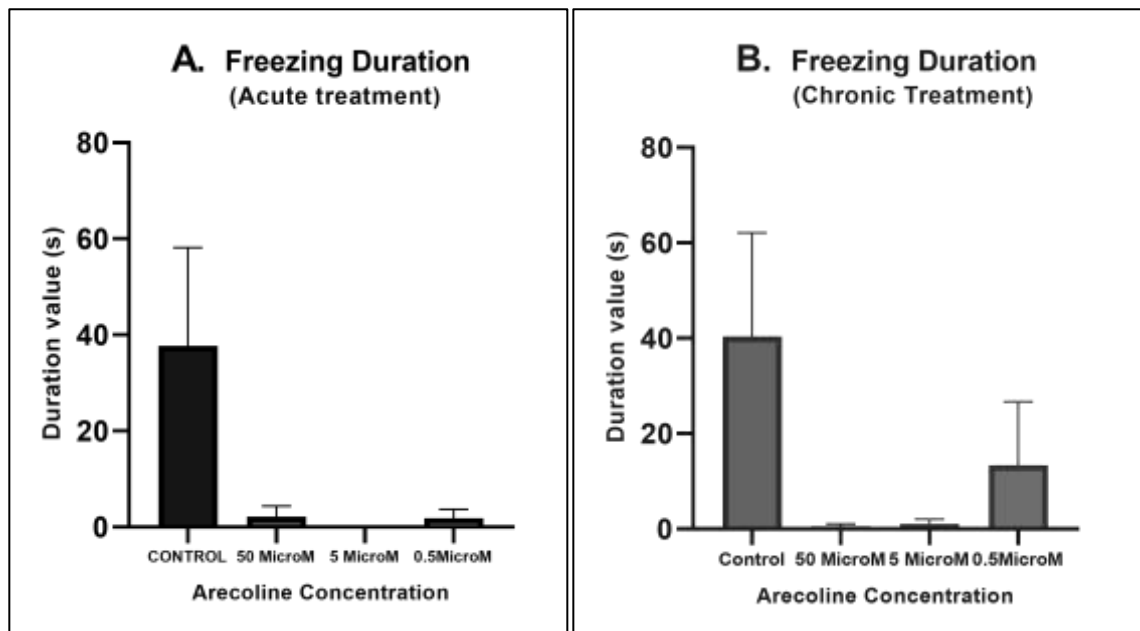 A. Freezing Duration
(Acute treatment)
Duration value (s)
80
60
40
20
0
CONTROL 50 MicroM 5 MicroM 0.5MicroM
Arecoline Concentration
B. Freezing Duration
(Chronic Treatment)
Duration value (s)
80
60
40
20
0
Control 50 MicroM 5 MicroM 0.5MicroM
Arecoline Concentration